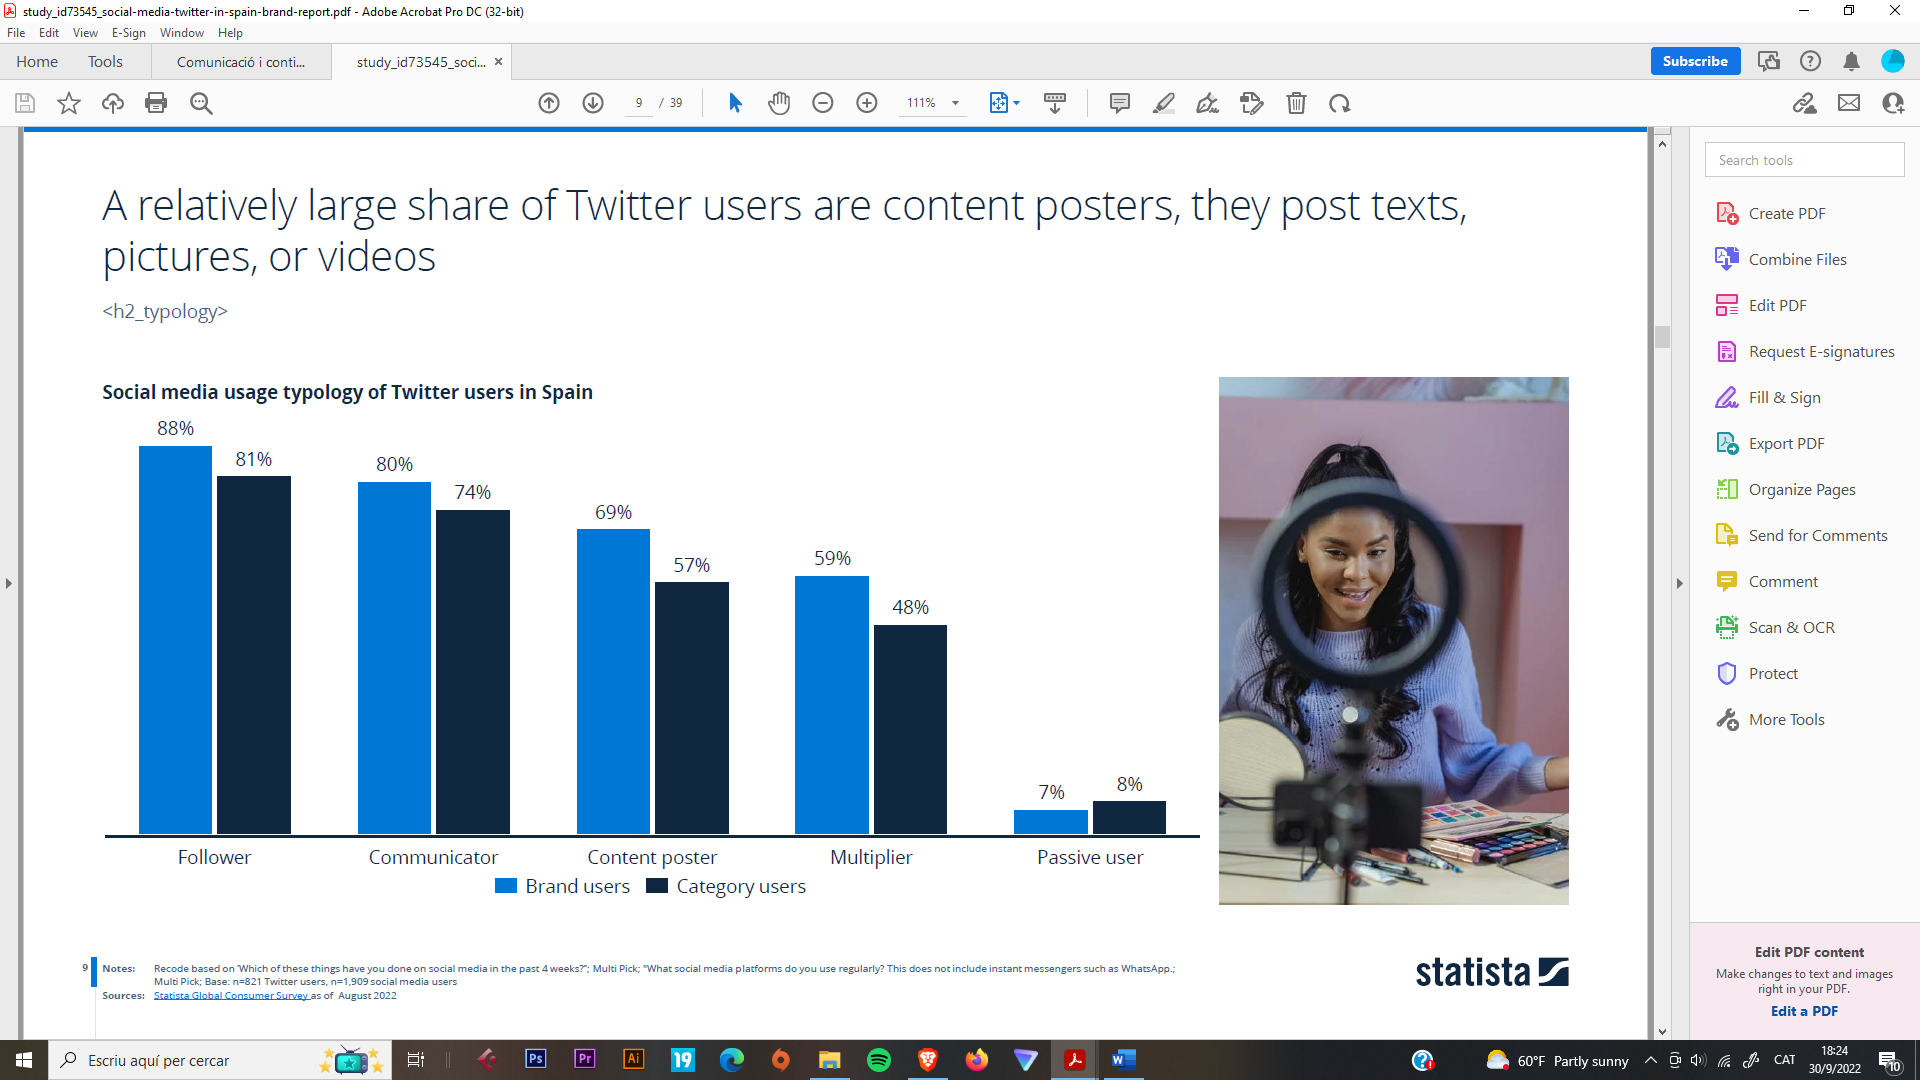 study_id73545_social-media-twitter-in-spain-brand-report.pdf - Adobe Acrobat Pro DC (32-bit)
File Edit View E-Sign Window Help
Home Tools Comunicació i conti... study_id73545_soci... × Subscribe
9 / 39 111%
A relatively large share of Twitter users are content posters, they post texts,
pictures, or videos
<h2_typology>
Social media usage typology of Twitter users in Spain
88%
81%
80%
74%
69%
57%
59%
48%
7%
8%
Follower Communicator Content poster Multiplier Passive user
Brand users Category users
9 Notes: Recode based on ‘Which of these things have you done on social media in the past 4 weeks?”; Multi Pick; "What social media platforms do you use regularly? This does not include instant messengers such as WhatsApp.;
Multi Pick; Base: n=821 Twitter users, n=1,909 social media users
Sources: Statista Global Consumer Survey as of August 2022
statista
Search tools
Create PDF
Combine Files
Edit PDF
Request E-signatures
Fill & Sign
Export PDF
Organize Pages
Send for Comments
Comment
Scan & OCR
Protect
More Tools
Edit PDF content
Make changes to text and images
right in your PDF.
Edit a PDF
Escriu aquí per cercar
Ps Pr Ai 19 W
60°F Partly sunny CAT
18:24
30/9/2022
10